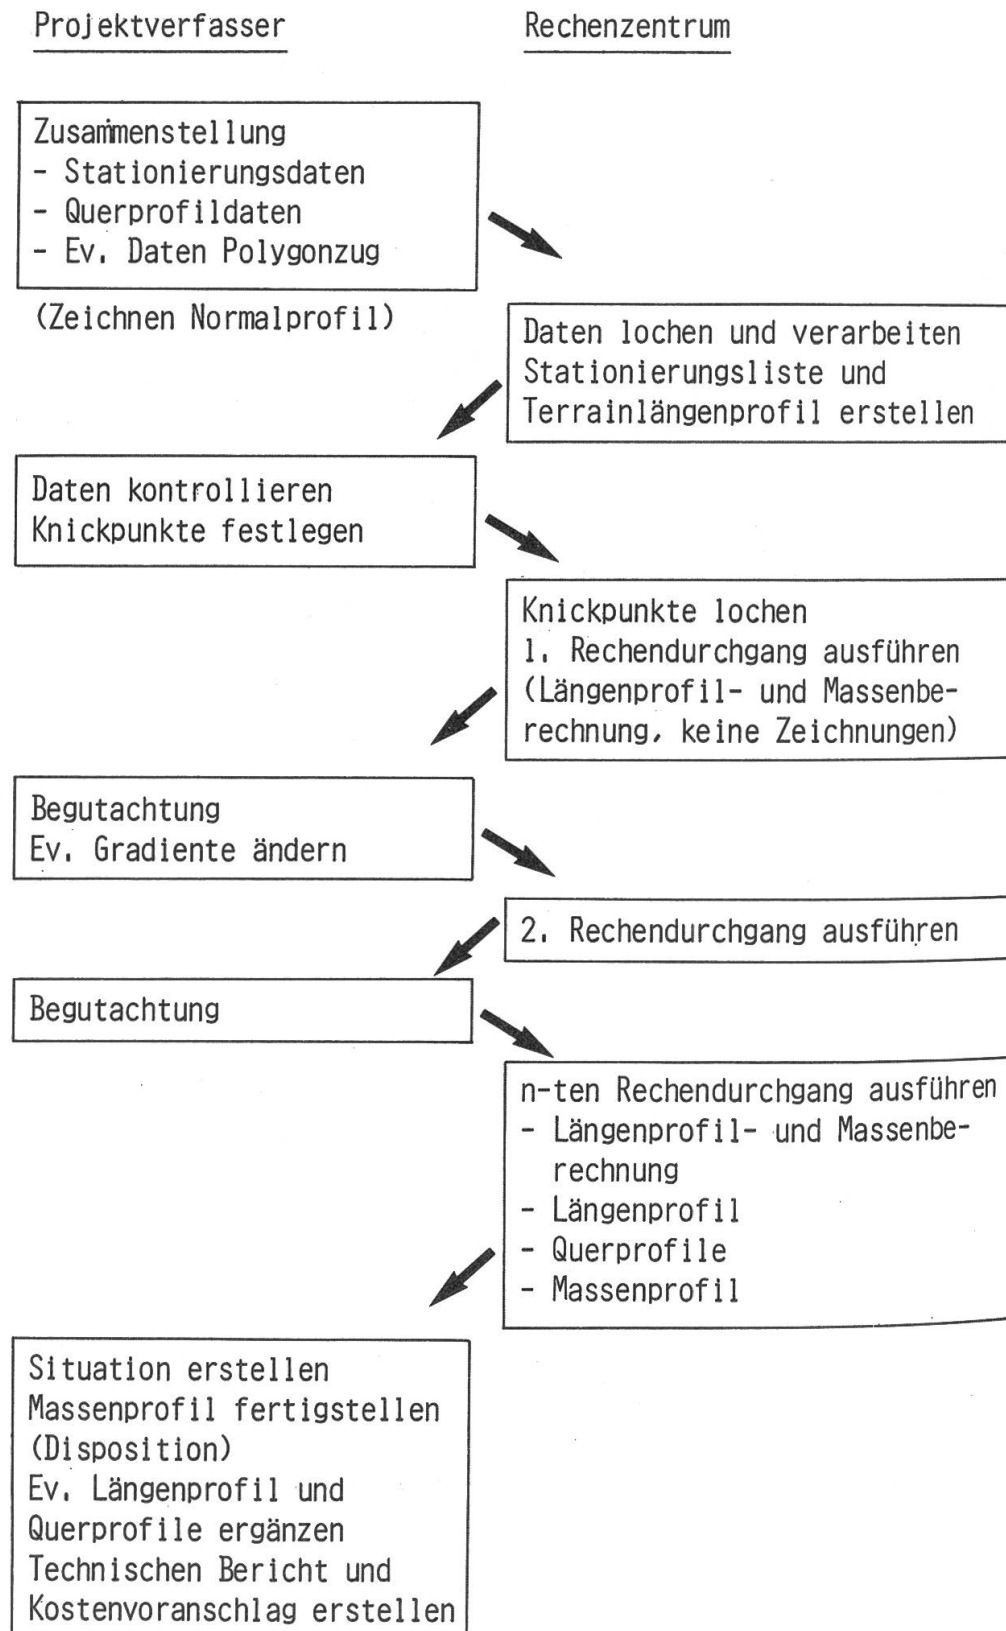 Projektverfasser
Rechenzentrum
Zusammenstellung
- Stationierungsdaten
- Querprofildaten
- Ev. Daten Polygonzug
(Zeichnen Normalprofil)
Daten lochen und verarbeiten
Stationierungsliste und
Terrainlängenprofil erstellen
Daten kontrollieren
Knickpunkte festlegen
Knickpunkte lochen
1. Rechendurchgang ausführen
(Längenprofil- und Massenbe-
rechnung, keine Zeichnungen)
Begutachtung
Ev. Gradiente ändern
2. Rechendurchgang ausführen
Begutachtung
n-ten Rechendurchgang ausführen
- Längenprofil- und Massenbe-
rechnung
- Längenprofil
- Querprofile
- Massenprofil
Situation erstellen
Massenprofil fertigstellen
(Disposition)
Ev. Längenprofil und
Querprofile ergänzen
Technischen Bericht und
Kostenvoranschlag erstellen